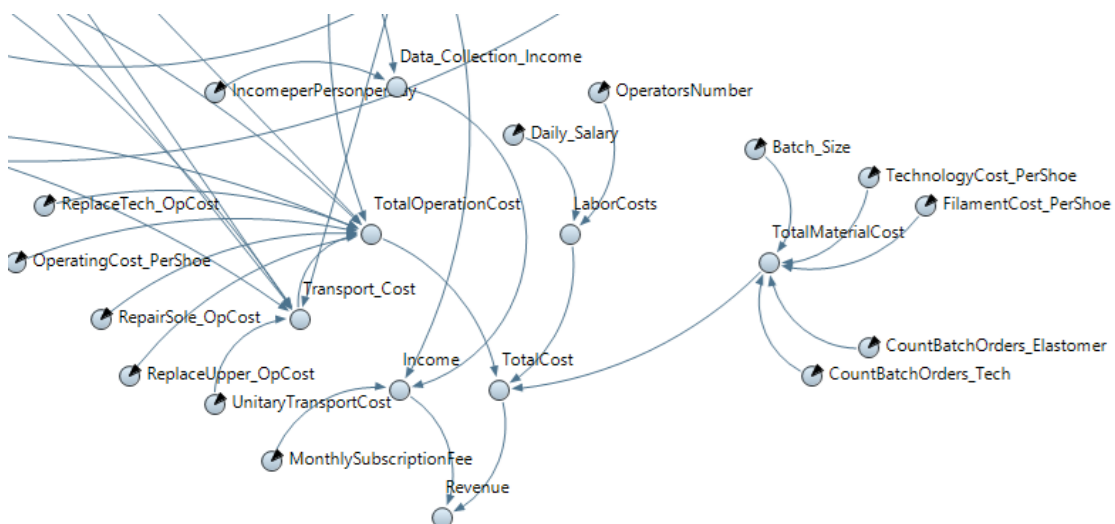 Data_Collection_Income
IncomeperPersonper
OperatorsNumber
Daily_Salary
Batch_Size
TechnologyCost_PerShoe
ReplaceTech_OpCost
TotalOperationCost
LaborCosts
FilamentCost_PerShoe
TotalMaterialCost
OperatingCost_PerShoe
Transport_Cost
RepairSole_OpCost
CountBatchOrders_Elastomer
Income
TotalCost
ReplaceUpper_OpCost
CountBatchOrders_Tech
UnitaryTransportCost
MonthlySubscriptionFee
Revenue